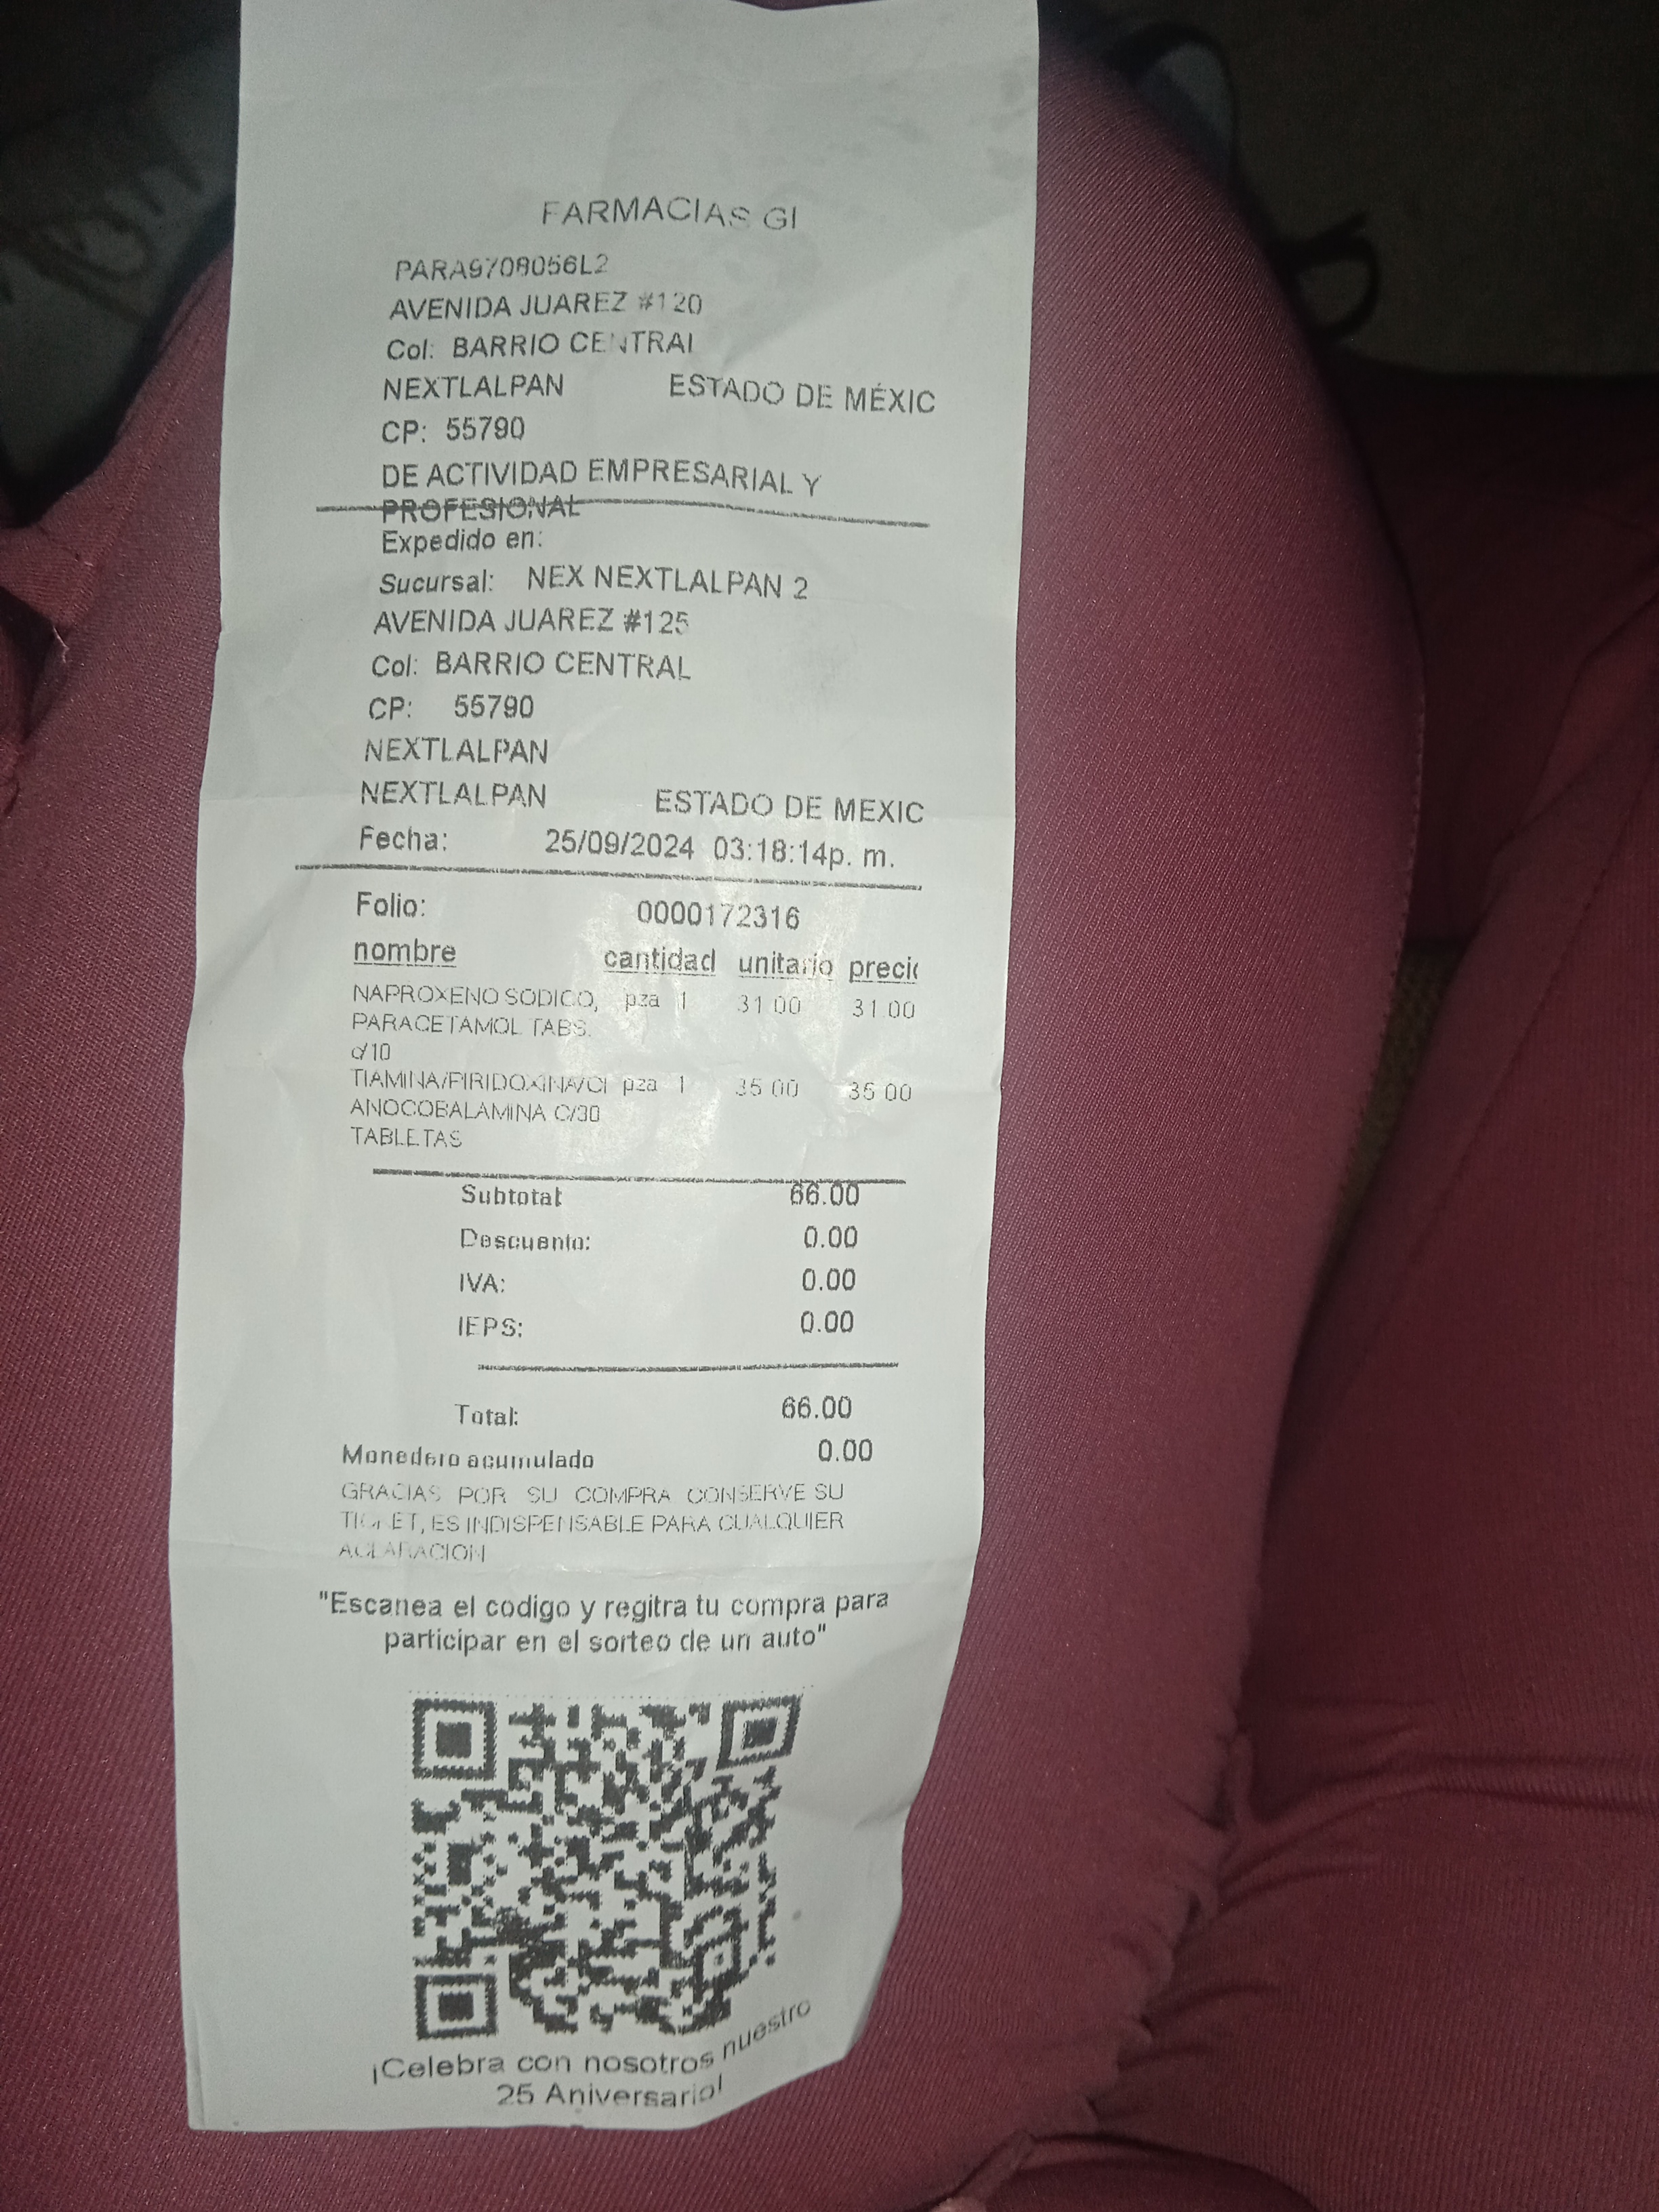 FARMACIAS GI
PARA9708056L2
AVENIDA JUAREZ #120
Col: BARRIO CENTRAL
NEXTLALPAN ESTADO DE MÉXIC
CP: 55790
DE ACTIVIDAD EMPRESARIAL Y
PROFESIONAL
Expedido en:
Sucursal: NEX NEXTLALPAN 2
AVENIDA JUAREZ #125
Col: BARRIO CENTRAL
CP: 55790
NEXTLALPAN
NEXTLALPAN ESTADO DE MEXIC
Fecha: 25/09/2024 03:18:14p. m.
Folio: 0000172316
nombre cantidad unitario precio
NAPROXENO SODICO, pza 1 31.00 31.00
PARACETAMOL TABS.
c/10
TIAMINA/PIRIDOXINA/CI pza 1 35.00 35.00
ANOCOBALAMINA C/30
TABLETAS
Subtotal: 66.00
Descuento: 0.00
IVA: 0.00
IEPS: 0.00
Total: 66.00
Monedero acumulado 0.00
GRACIAS POR SU COMPRA CONSERVE SU
TICKET, ES INDISPENSABLE PARA CUALQUIER
ACLARACION
"Escanea el codigo y regitra tu compra para
participar en el sorteo de un auto"
¡Celebra con nosotros nuestro
25 Aniversario!